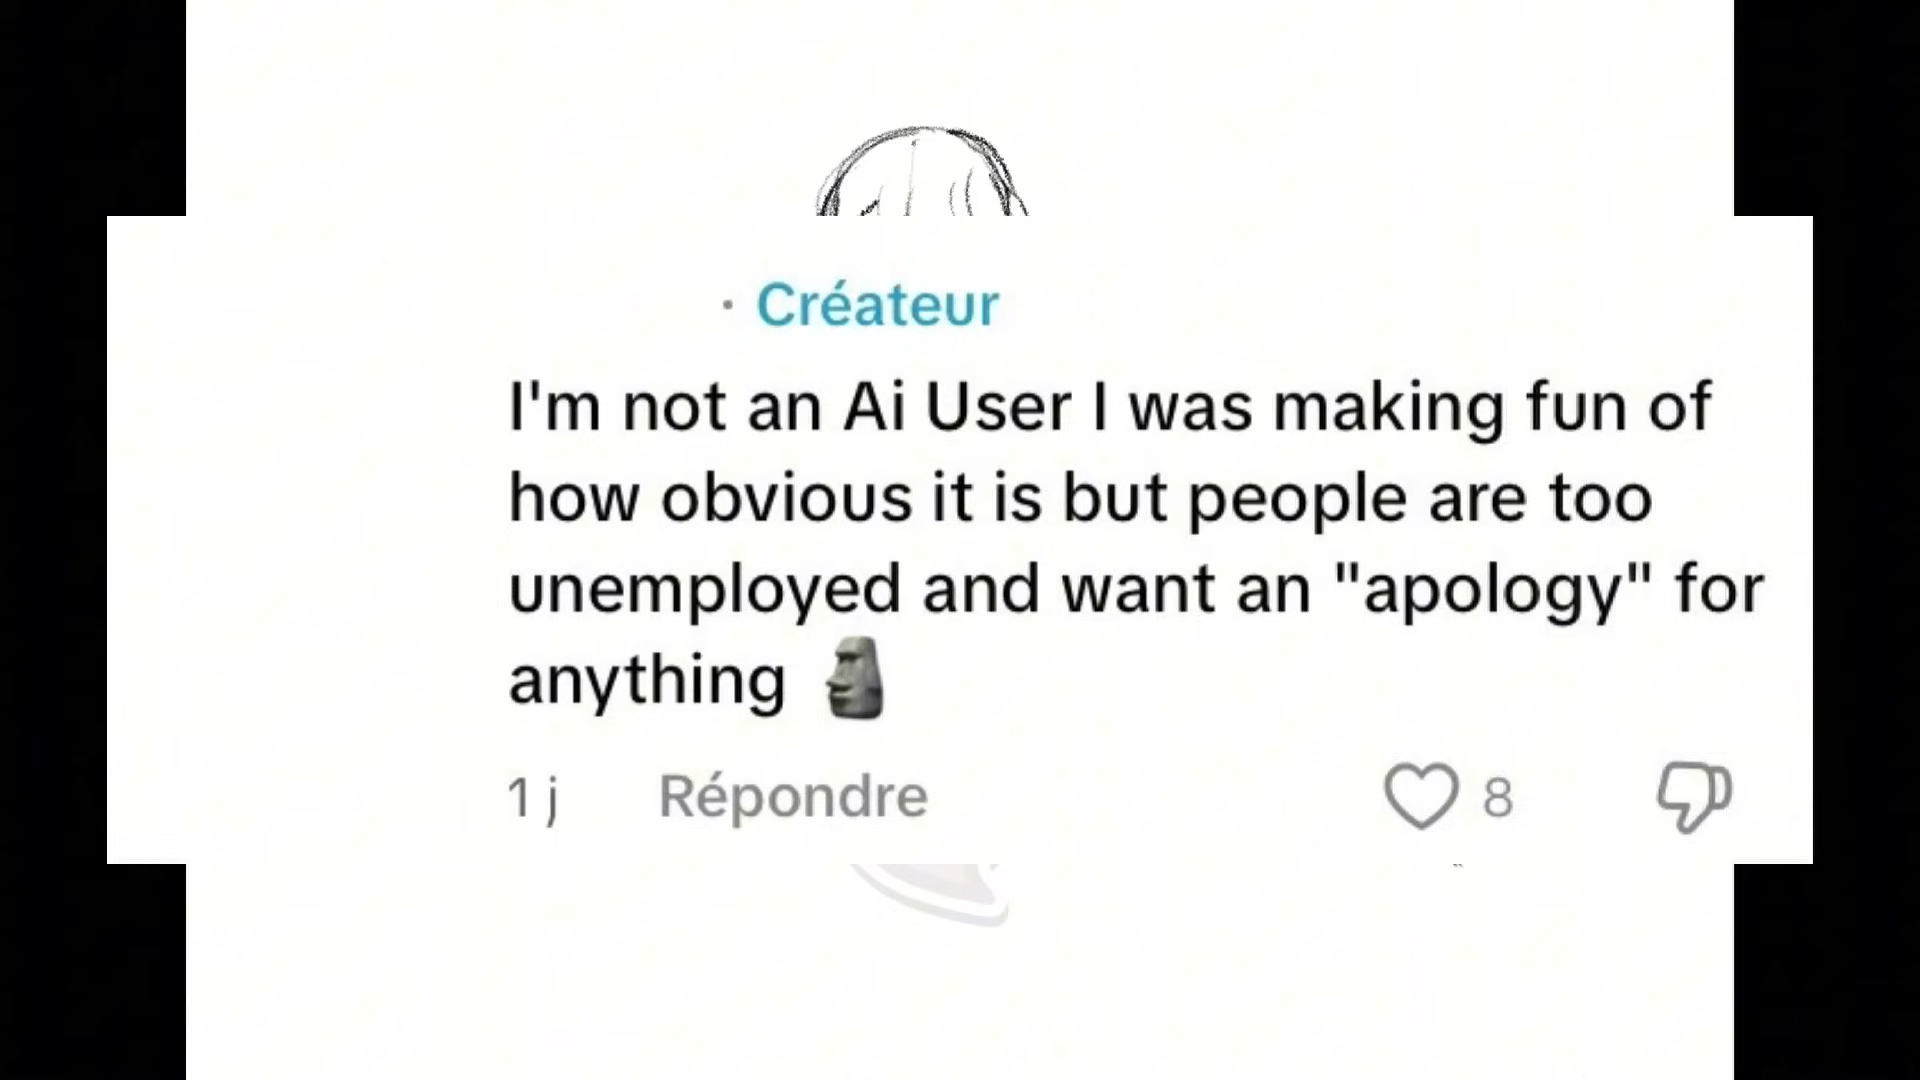 · Créateur
I'm not an Ai User I was making fun of
how obvious it is but people are too
unemployed and want an "apology" for
anything 🗿
1 j Répondre 8